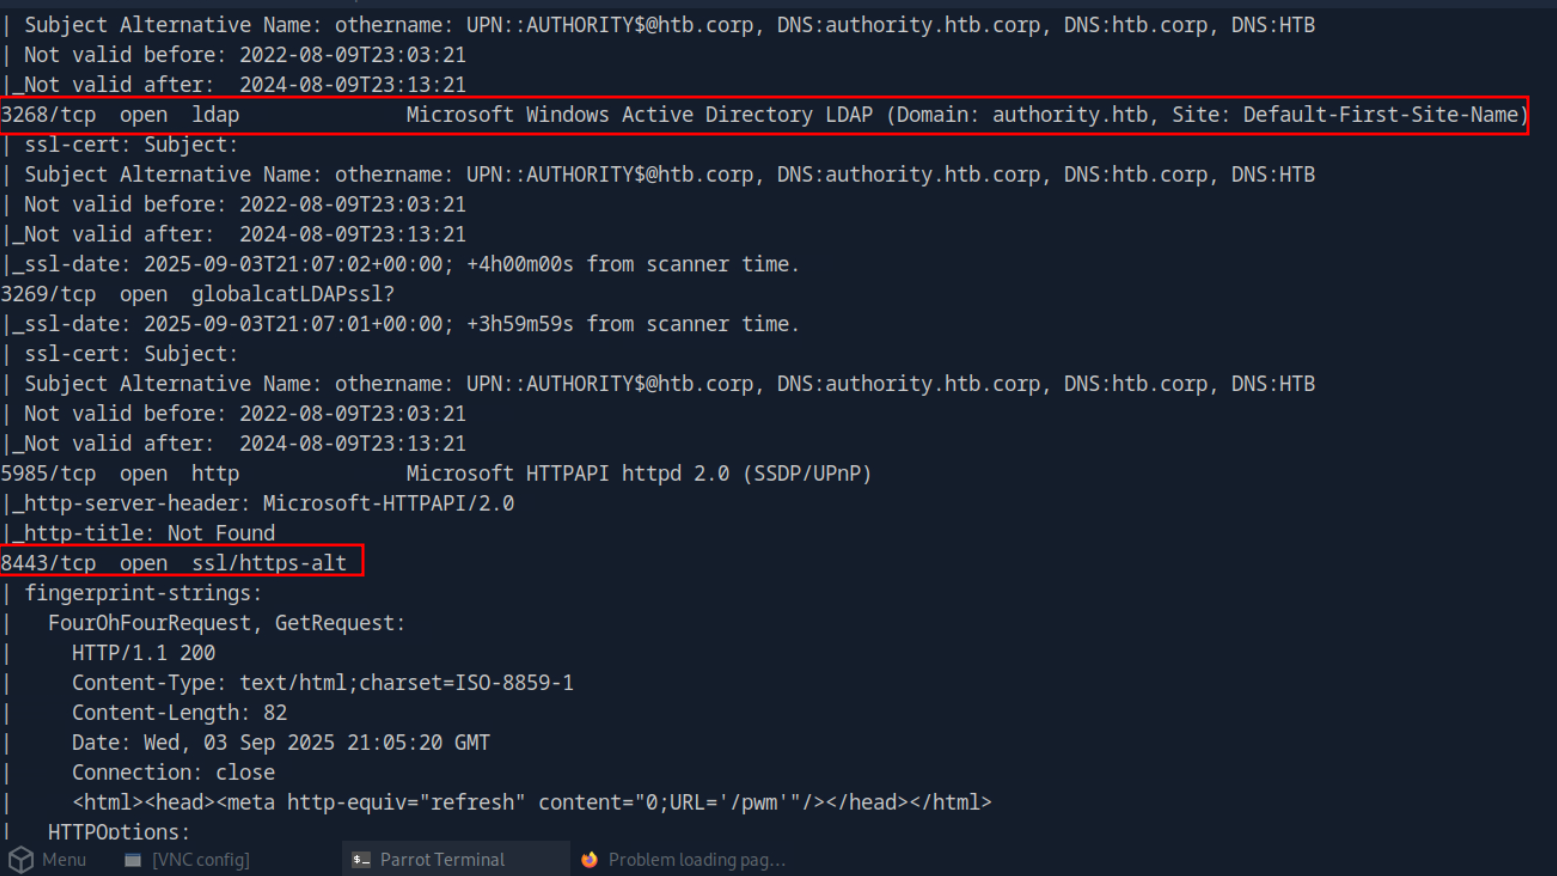 | Subject Alternative Name: othername: UPN::AUTHORITY$@htb.corp, DNS:authority.htb.corp, DNS:htb.corp, DNS:HTB
| Not valid before: 2022-08-09T23:03:21
|_Not valid after:  2024-08-09T23:13:21
3268/tcp  open  ldap              Microsoft Windows Active Directory LDAP (Domain: authority.htb, Site: Default-First-Site-Name)
| ssl-cert: Subject:
| Subject Alternative Name: othername: UPN::AUTHORITY$@htb.corp, DNS:authority.htb.corp, DNS:htb.corp, DNS:HTB
| Not valid before: 2022-08-09T23:03:21
|_Not valid after:  2024-08-09T23:13:21
|_ssl-date: 2025-09-03T21:07:02+00:00; +4h00m00s from scanner time.
3269/tcp  open  globalcatLDAPssl?
|_ssl-date: 2025-09-03T21:07:01+00:00; +3h59m59s from scanner time.
| ssl-cert: Subject:
| Subject Alternative Name: othername: UPN::AUTHORITY$@htb.corp, DNS:authority.htb.corp, DNS:htb.corp, DNS:HTB
| Not valid before: 2022-08-09T23:03:21
|_Not valid after:  2024-08-09T23:13:21
5985/tcp  open  http              Microsoft HTTPAPI httpd 2.0 (SSDP/UPnP)
|_http-server-header: Microsoft-HTTPAPI/2.0
|_http-title: Not Found
8443/tcp  open  ssl/https-alt
| fingerprint-strings:
|   FourOhFourRequest, GetRequest:
|     HTTP/1.1 200
|     Content-Type: text/html;charset=ISO-8859-1
|     Content-Length: 82
|     Date: Wed, 03 Sep 2025 21:05:20 GMT
|     Connection: close
|     <html><head><meta http-equiv="refresh" content="0;URL='/pwm'"/></head></html>
|   HTTPOptions:
Menu [VNC config] Parrot Terminal Problem loading pag...